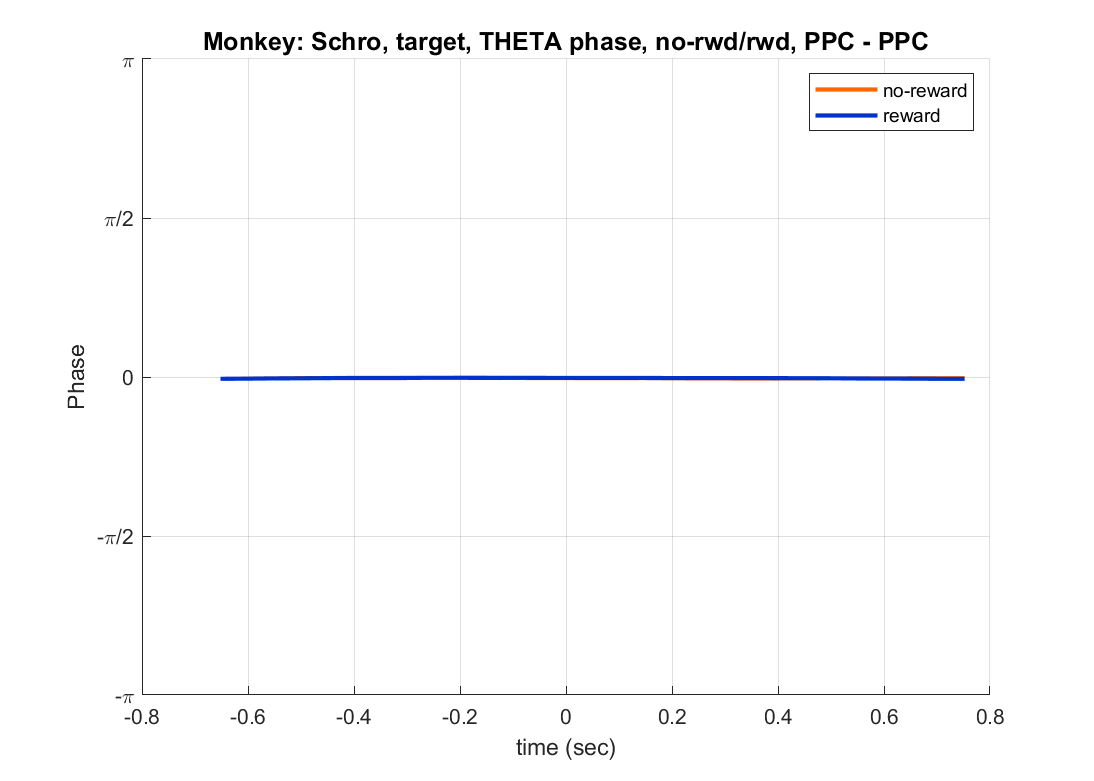 Monkey: Schro, target, THETA phase, no-rwd/rwd, PPC - PPC
π
π/2
0
-π/2
-π
Phase
no-reward
reward
-0.8 -0.6 -0.4 -0.2 0 0.2 0.4 0.6 0.8
time (sec)